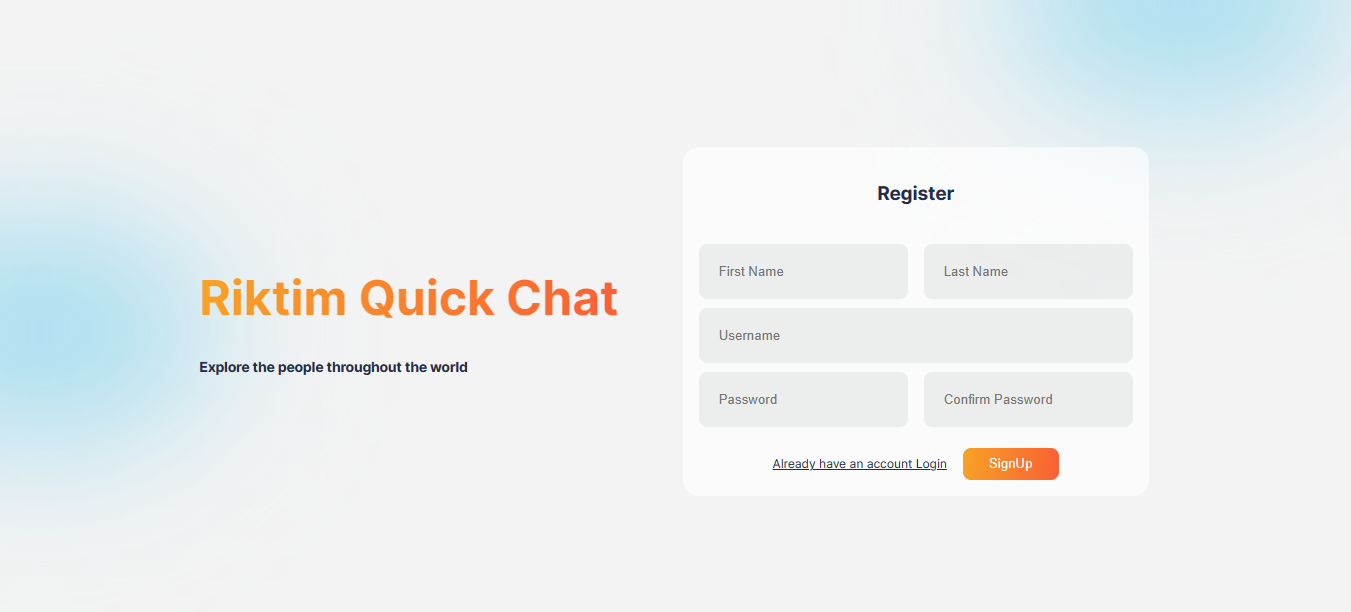 Riktim Quick Chat
Explore the people throughout the world
Register
First Name
Last Name
Username
Password
Confirm Password
Already have an account Login
SignUp